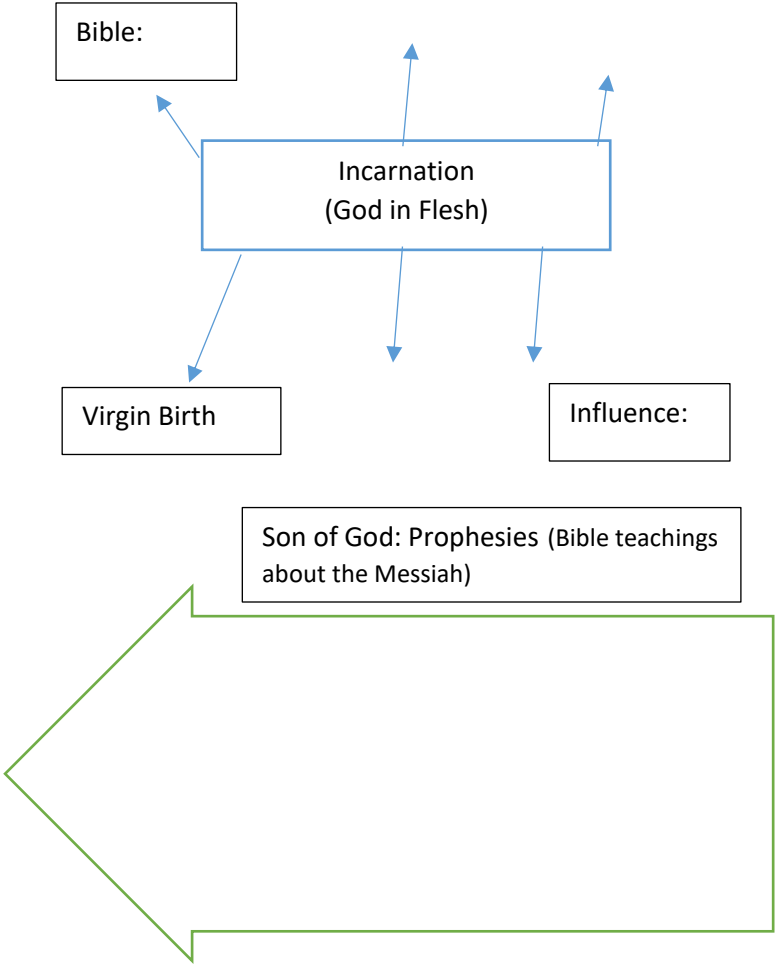 Bible:
Incarnation
(God in Flesh)
Virgin Birth
Influence:
Son of God: Prophesies (Bible teachings
about the Messiah)